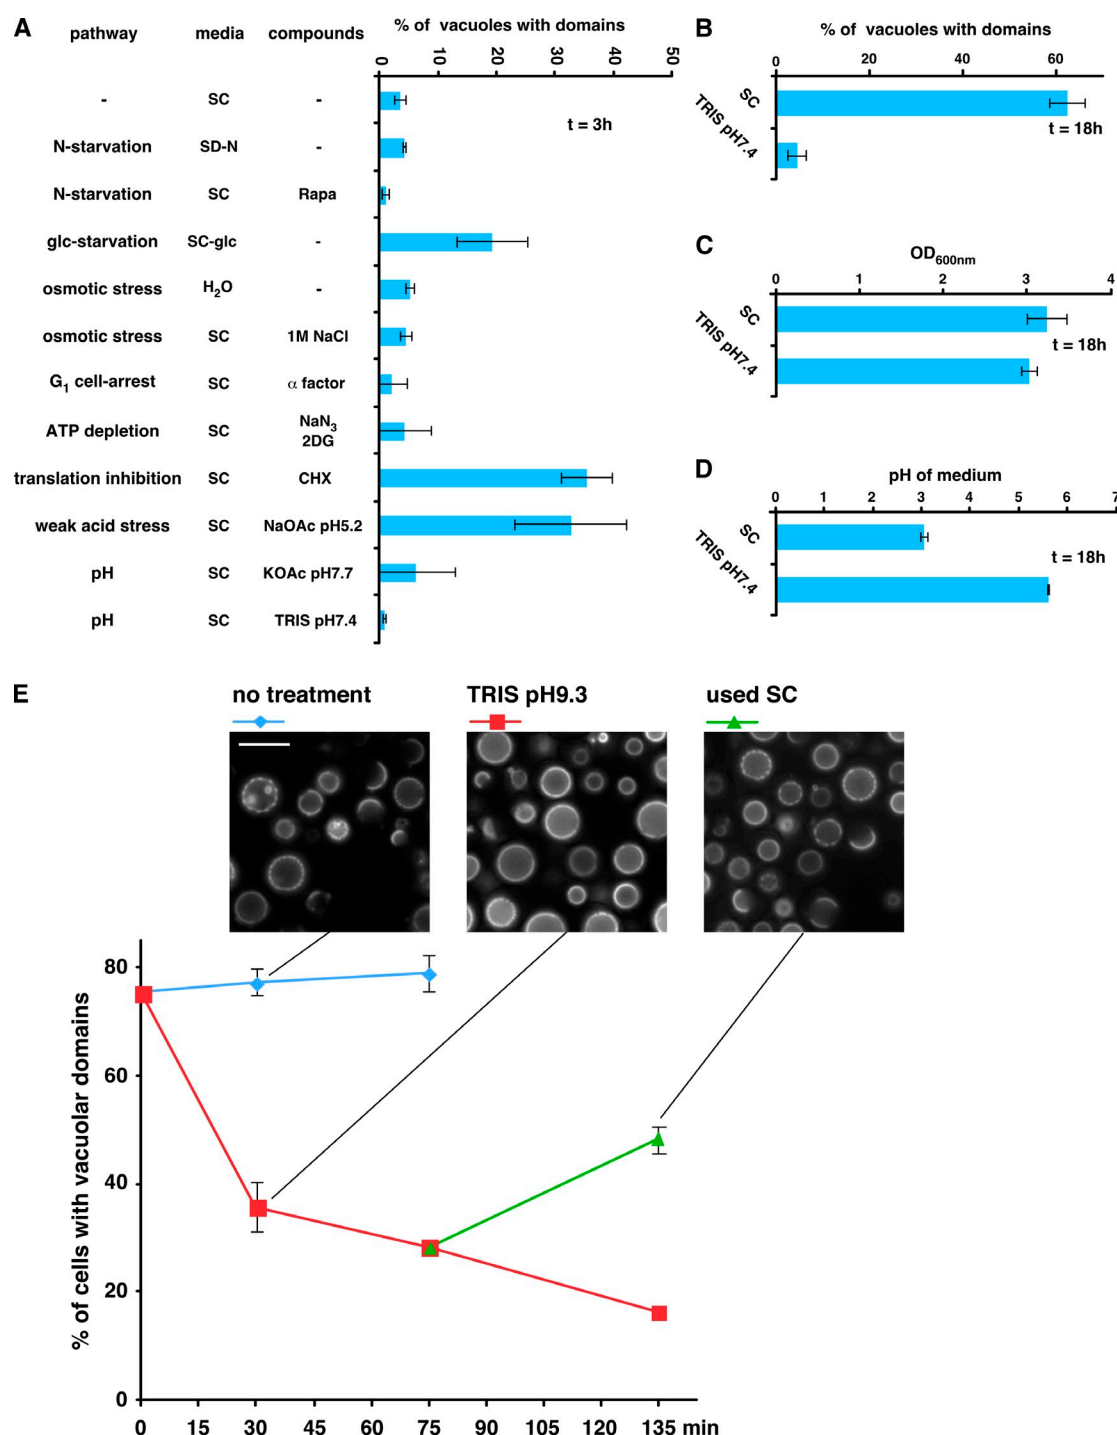 A
pathway media compounds
% of vacuoles with domains
0 10 20 30 40 50
t = 3h
- SC -
N-starvation SD-N -
N-starvation SC Rapa
glc-starvation SC-glc -
osmotic stress H2O -
osmotic stress SC 1M NaCl
G1 cell-arrest SC α factor
ATP depletion SC NaN3
2DG
translation inhibition SC CHX
weak acid stress SC NaOAc pH5.2
pH SC KOAc pH7.7
pH SC TRIS pH7.4
B
% of vacuoles with domains
0 20 40 60
SC
TRIS pH7.4
t = 18h
C
OD600nm
0 1 2 3 4
SC
TRIS pH7.4
t = 18h
D
pH of medium
0 1 2 3 4 5 6 7
SC
TRIS pH7.4
t = 18h
E
no treatment
TRIS pH9.3
used SC
% of cells with vacuolar domains
80
60
40
20
0
0 15 30 45 60 75 90 105 120 135 min